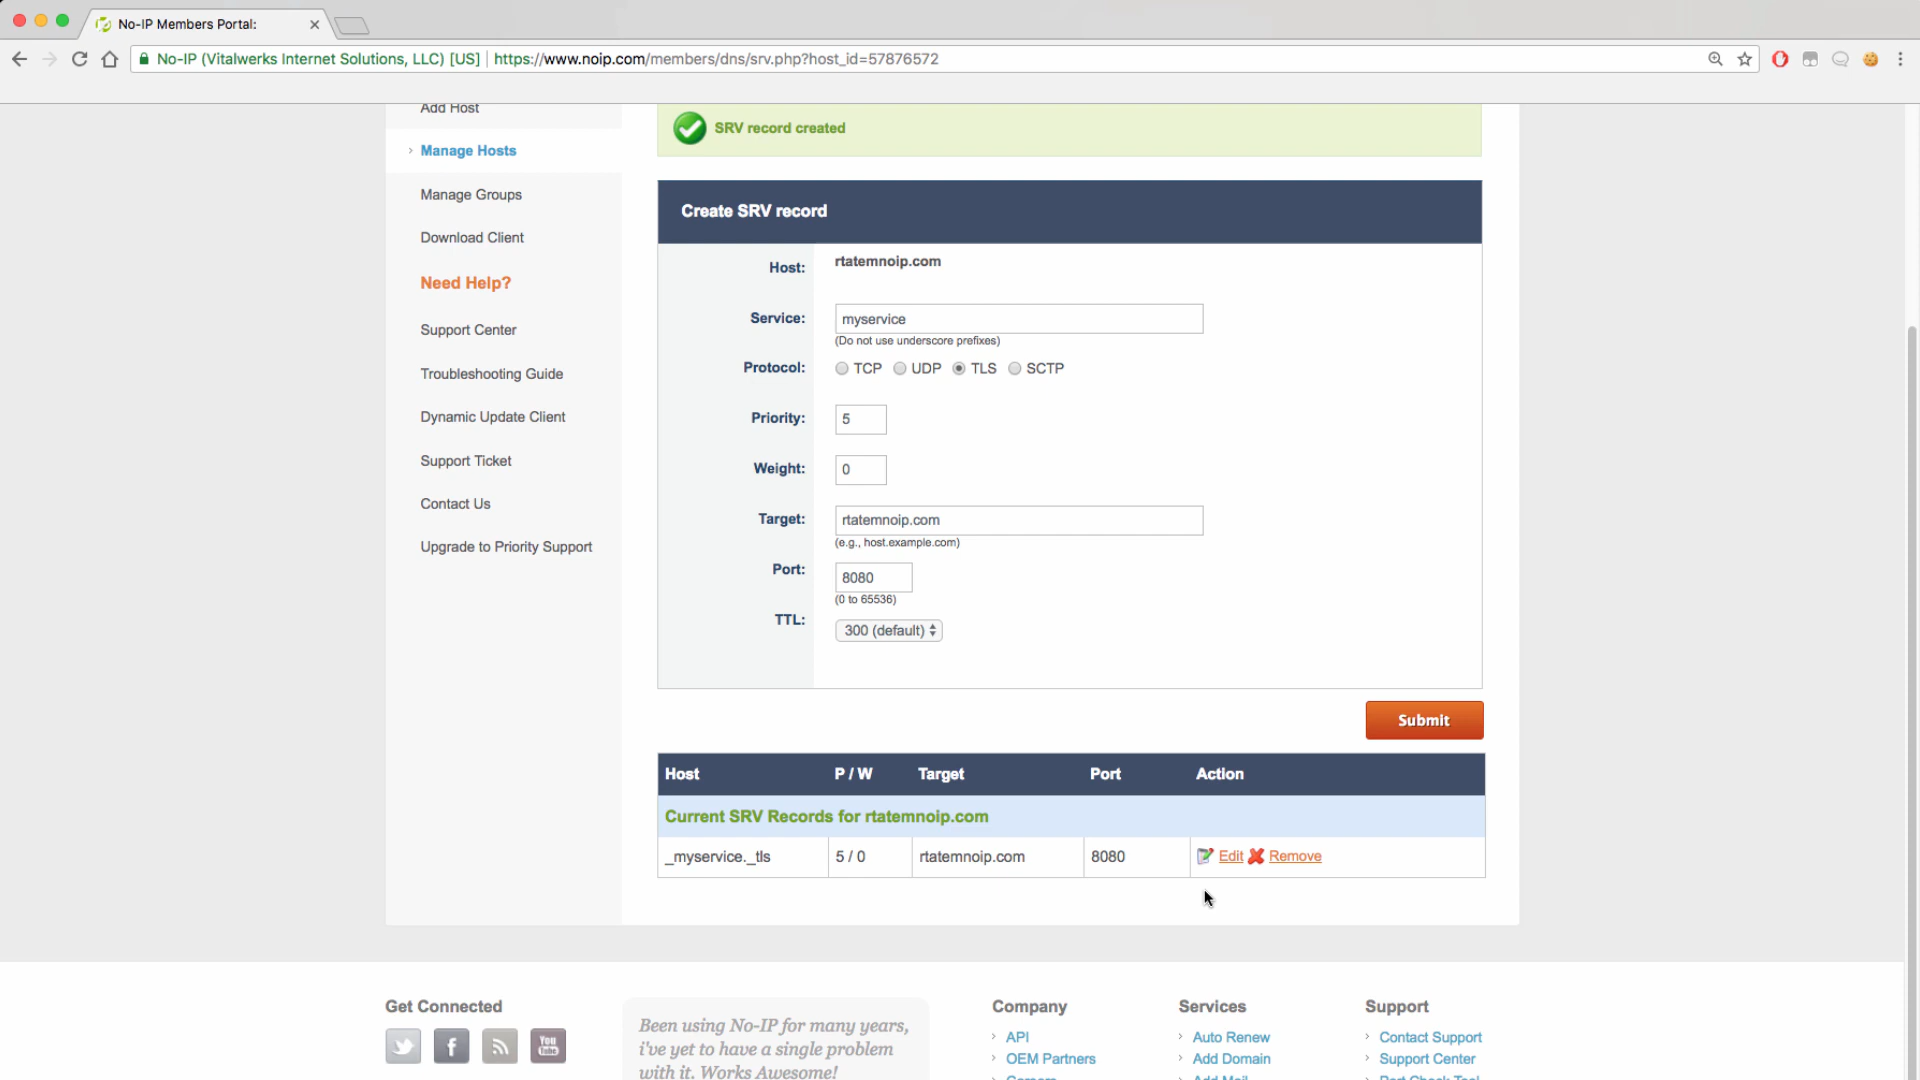 No-IP Members Portal:
No-IP (Vitalwerks Internet Solutions, LLC) [US] https://www.noip.com/members/dns/srv.php?host_id=57876572
Add Host
Manage Hosts
Manage Groups
Download Client
Need Help?
Support Center
Troubleshooting Guide
Dynamic Update Client
Support Ticket
Contact Us
Upgrade to Priority Support
SRV record created
Create SRV record
Host: rtatemnoip.com
Service: myservice
(Do not use underscore prefixes)
Protocol: TCP UDP TLS SCTP
Priority: 5
Weight: 0
Target: rtatemnoip.com
(e.g., host.example.com)
Port: 8080
(0 to 65536)
TTL: 300 (default)
Submit
Host P / W Target Port Action
Current SRV Records for rtatemnoip.com
_myservice._tls 5 / 0 rtatemnoip.com 8080 Edit Remove
Get Connected
You Tube
Been using No-IP for many years,
i've yet to have a single problem
with it. Works Awesome!
Company
API
OEM Partners
Careers
Services
Auto Renew
Add Domain
Add Mail
Support
Contact Support
Support Center
Port Check Tool